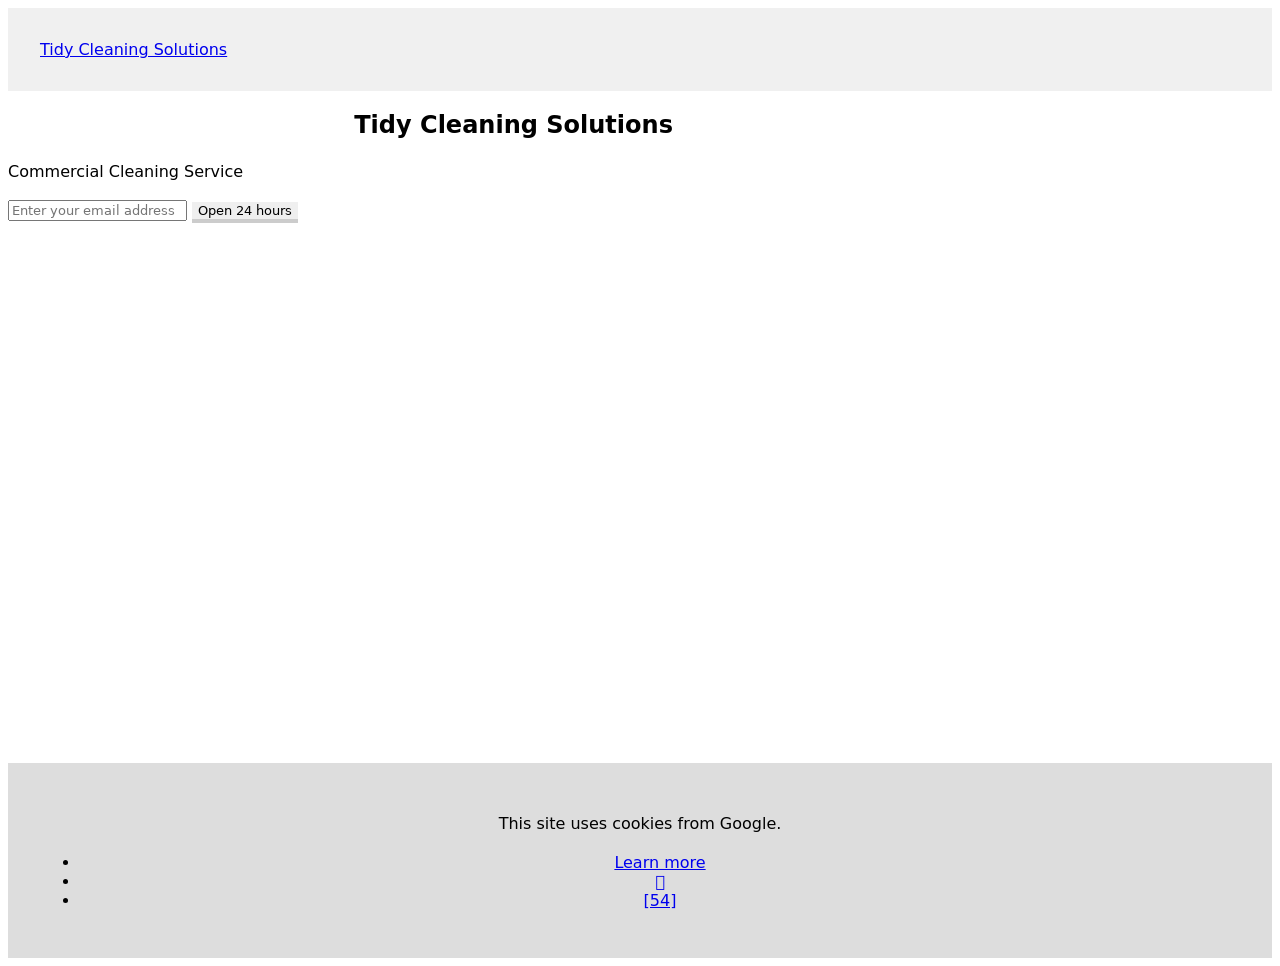 Tidy Cleaning Solutions
Tidy Cleaning Solutions
Commercial Cleaning Service
Enter your email address Open 24 hours
This site uses cookies from Google.
Learn more
[54]